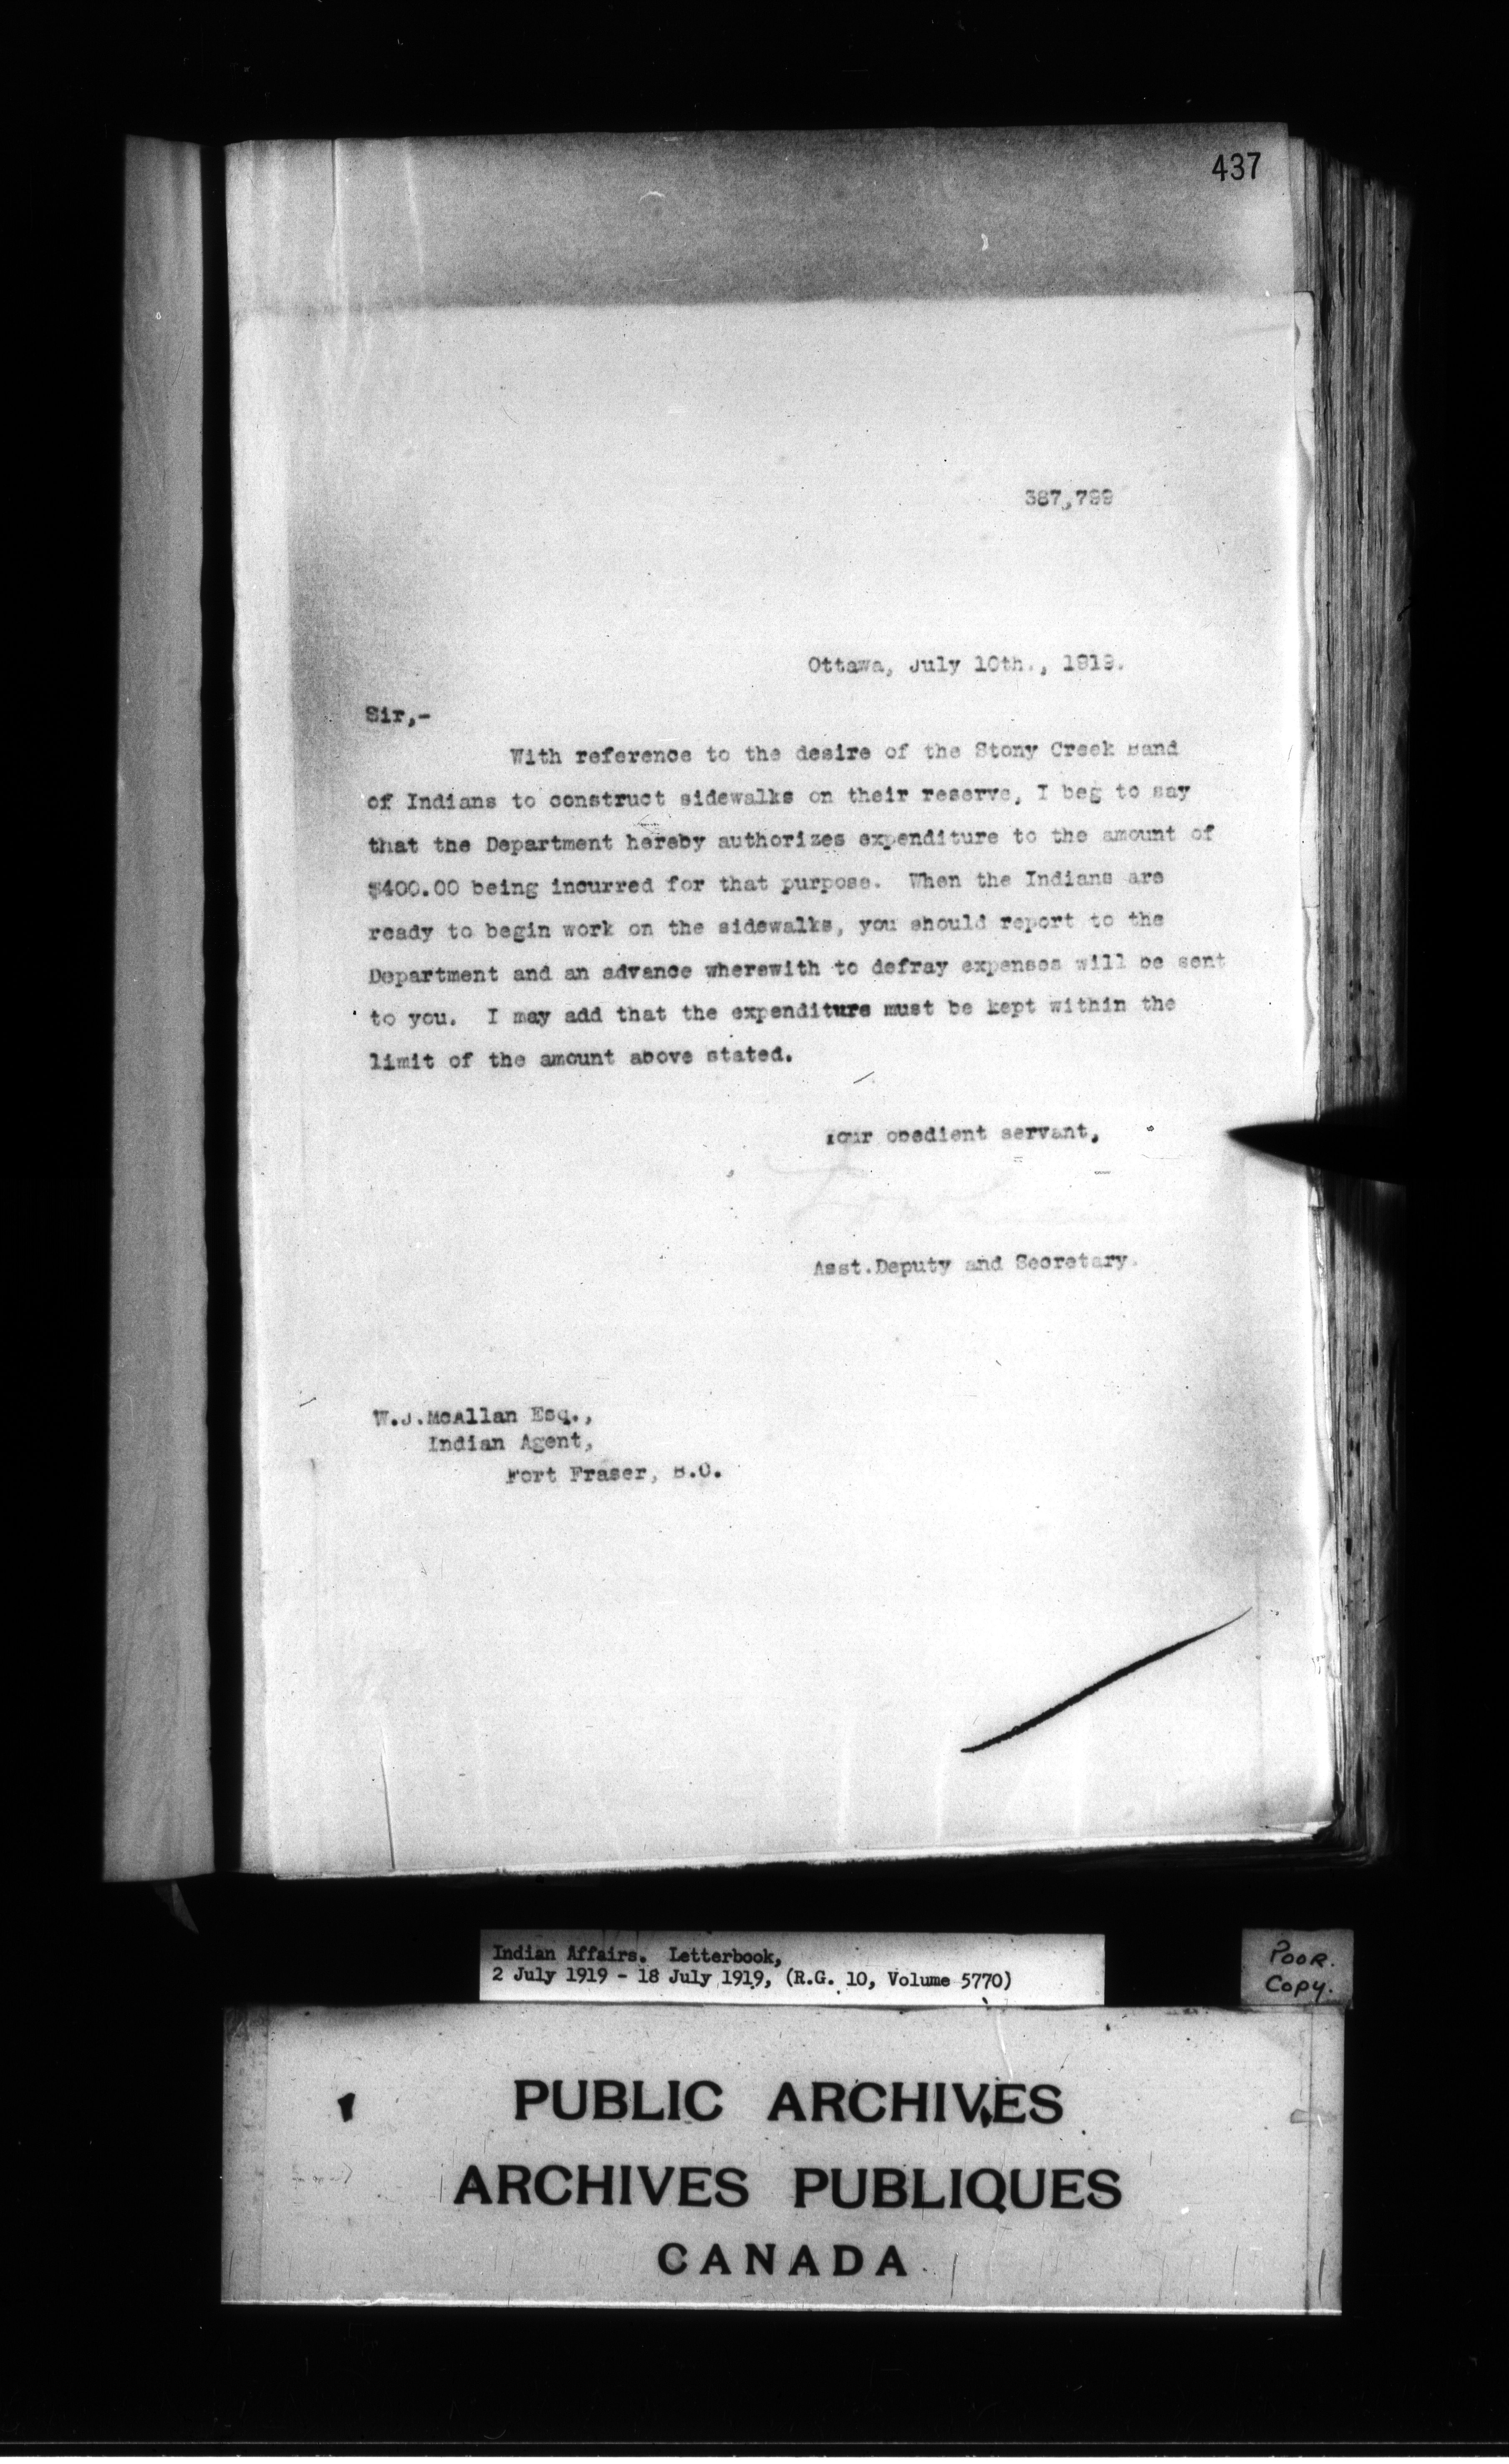 437
387,799
Ottawa, July 10th., 1919.
Sir,-
With reference to the desire of the Stony Creek Band
of Indians to construct sidewalks on their reserve, I beg to say
that the Department hereby authorizes expenditure to the amount of
$400.00 being incurred for that purpose. When the Indians are
ready to begin work on the sidewalks, you should report to the
Department and an advance wherewith to defray expenses will be sent
to you. I may add that the expenditure must be kept within the
limit of the amount above stated.
Your obedient servant,
Asst.Deputy and Secretary.
W.J.McAllan Esq.,
Indian Agent,
Fort Fraser, B.C.
Indian Affairs. Letterbook,
2 July 1919 - 18 July 1919, (R.G. 10, Volume 5770)
POOR.
Copy.
PUBLIC ARCHIVES
ARCHIVES PUBLIQUES
CANADA